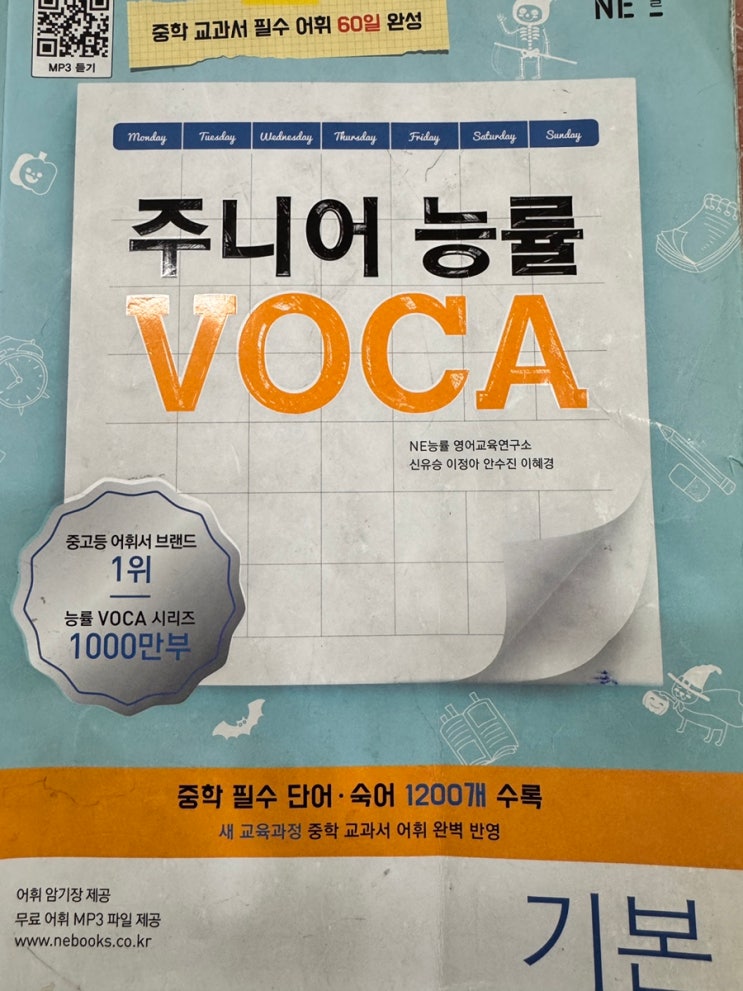 중학 교과서 필수 어휘 60일 완성
NE
MP3 듣기
Monday Tuesday Wednesday Thursday Friday Saturday Sunday
주니어 능률
VOCA
NE능률 영어교육연구소
신유승 이정아 안수진 이혜경
중고등 어휘서 브랜드
1위
능률 VOCA 시리즈
1000만부
중학 필수 단어·숙어 1200개 수록
새 교육과정 중학 교과서 어휘 완벽 반영
어휘 암기장 제공
무료 어휘 MP3 파일 제공
www.nebooks.co.kr
기본